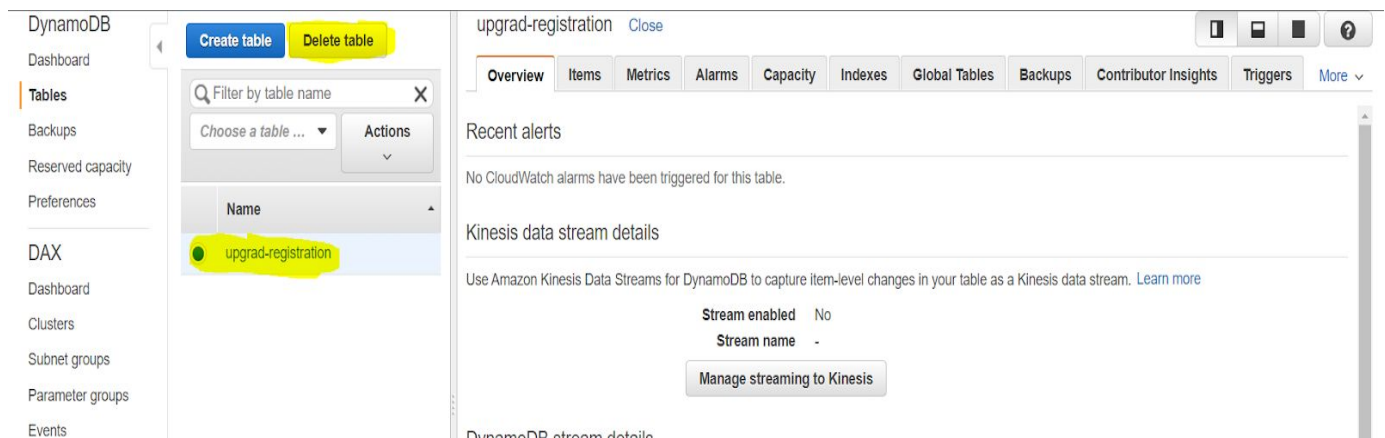 DynamoDB
Dashboard
Tables
Backups
Reserved capacity
Preferences
DAX
Dashboard
Clusters
Subnet groups
Parameter groups
Events
Create table Delete table
Filter by table name X
Choose a table ... Actions
Name
upgrad-registration
upgrad-registration Close
Overview Items Metrics Alarms Capacity Indexes Global Tables Backups Contributor Insights Triggers More
Recent alerts
No CloudWatch alarms have been triggered for this table.
Kinesis data stream details
Use Amazon Kinesis Data Streams for DynamoDB to capture item-level changes in your table as a Kinesis data stream. Learn more
Stream enabled No
Stream name -
Manage streaming to Kinesis
DynamoDB stream details